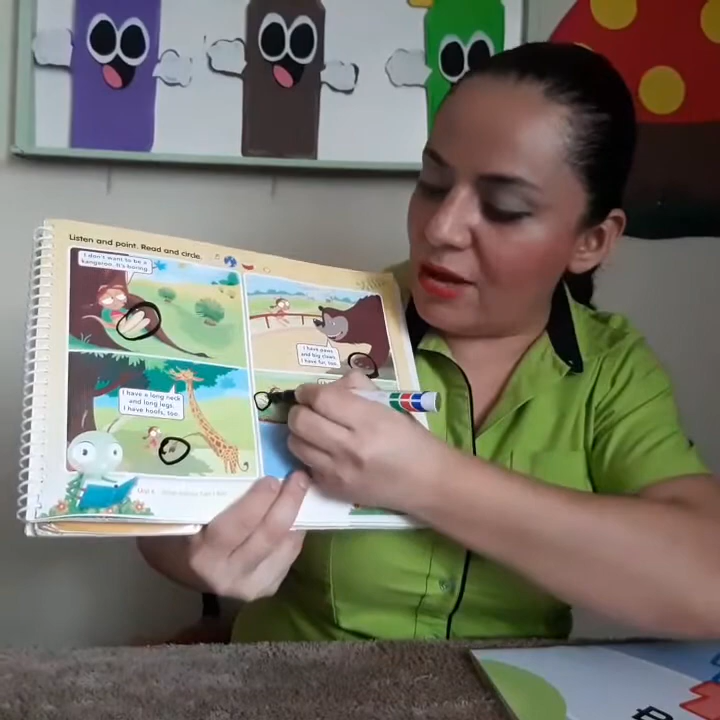 Listen and point. Read and circle.
I don't want to be a
kangaroo. It's boring.
I have paws
and big claws.
I have fur, too.
I have a long neck
and long legs.
I have hoofs, too.
Unit 6